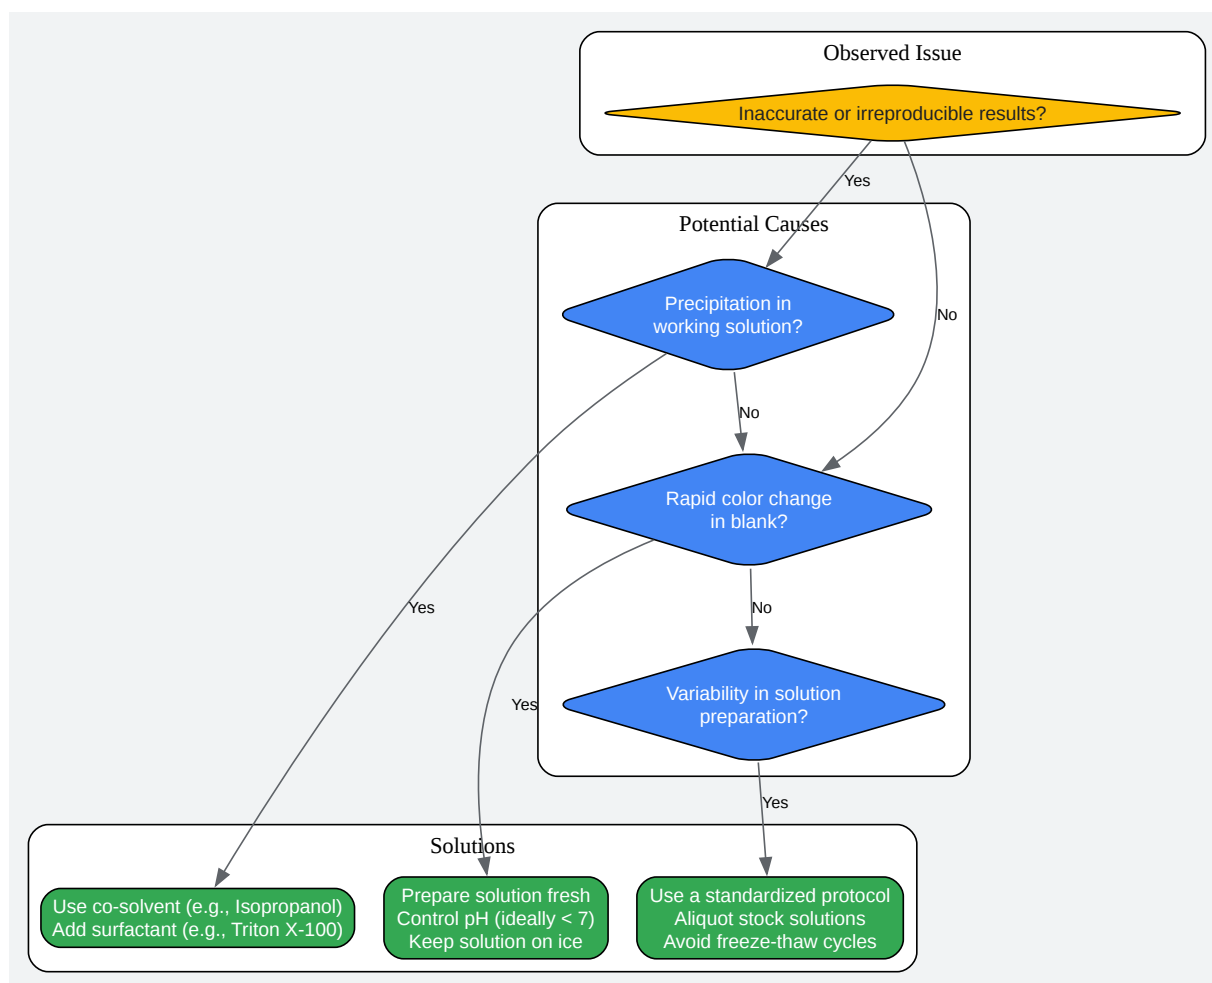 Observed Issue
Inaccurate or irreproducible results?
Yes
Potential Causes
Precipitation in
working solution?
No
No
Rapid color change
in blank?
Yes
No
Variability in solution
preparation?
Yes
Yes
Solutions
Use co-solvent (e.g., Isopropanol)
Add surfactant (e.g., Triton X-100)
Prepare solution fresh
Control pH (ideally < 7)
Keep solution on ice
Use a standardized protocol
Aliquot stock solutions
Avoid freeze-thaw cycles